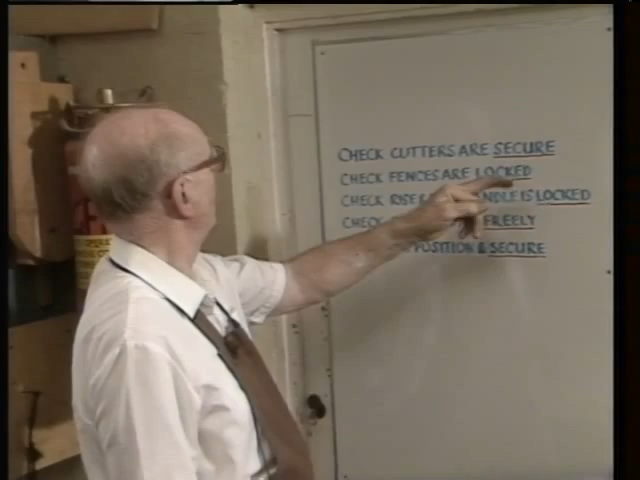 CHECK CUTTERS ARE SECURE
CHECK FENCES ARE LOCKED
CHECK RISE NDLE IS LOCKED
CHECK FREELY
POSITION & SECURE